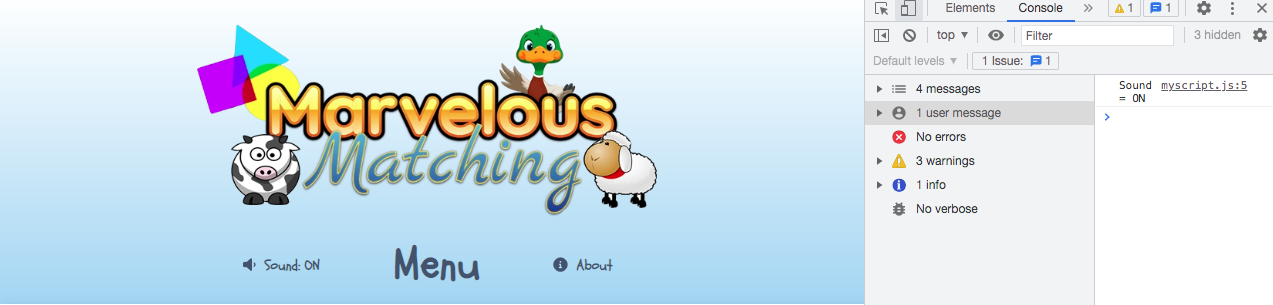 Marvelous
Matching
Sound: ON
Menu
About
Elements
Console
»
1
1
top
Filter
3 hidden
Default levels
1 Issue:
1
4 messages
1 user message
No errors
3 warnings
1 info
No verbose
Sound myscript.js:5
= ON